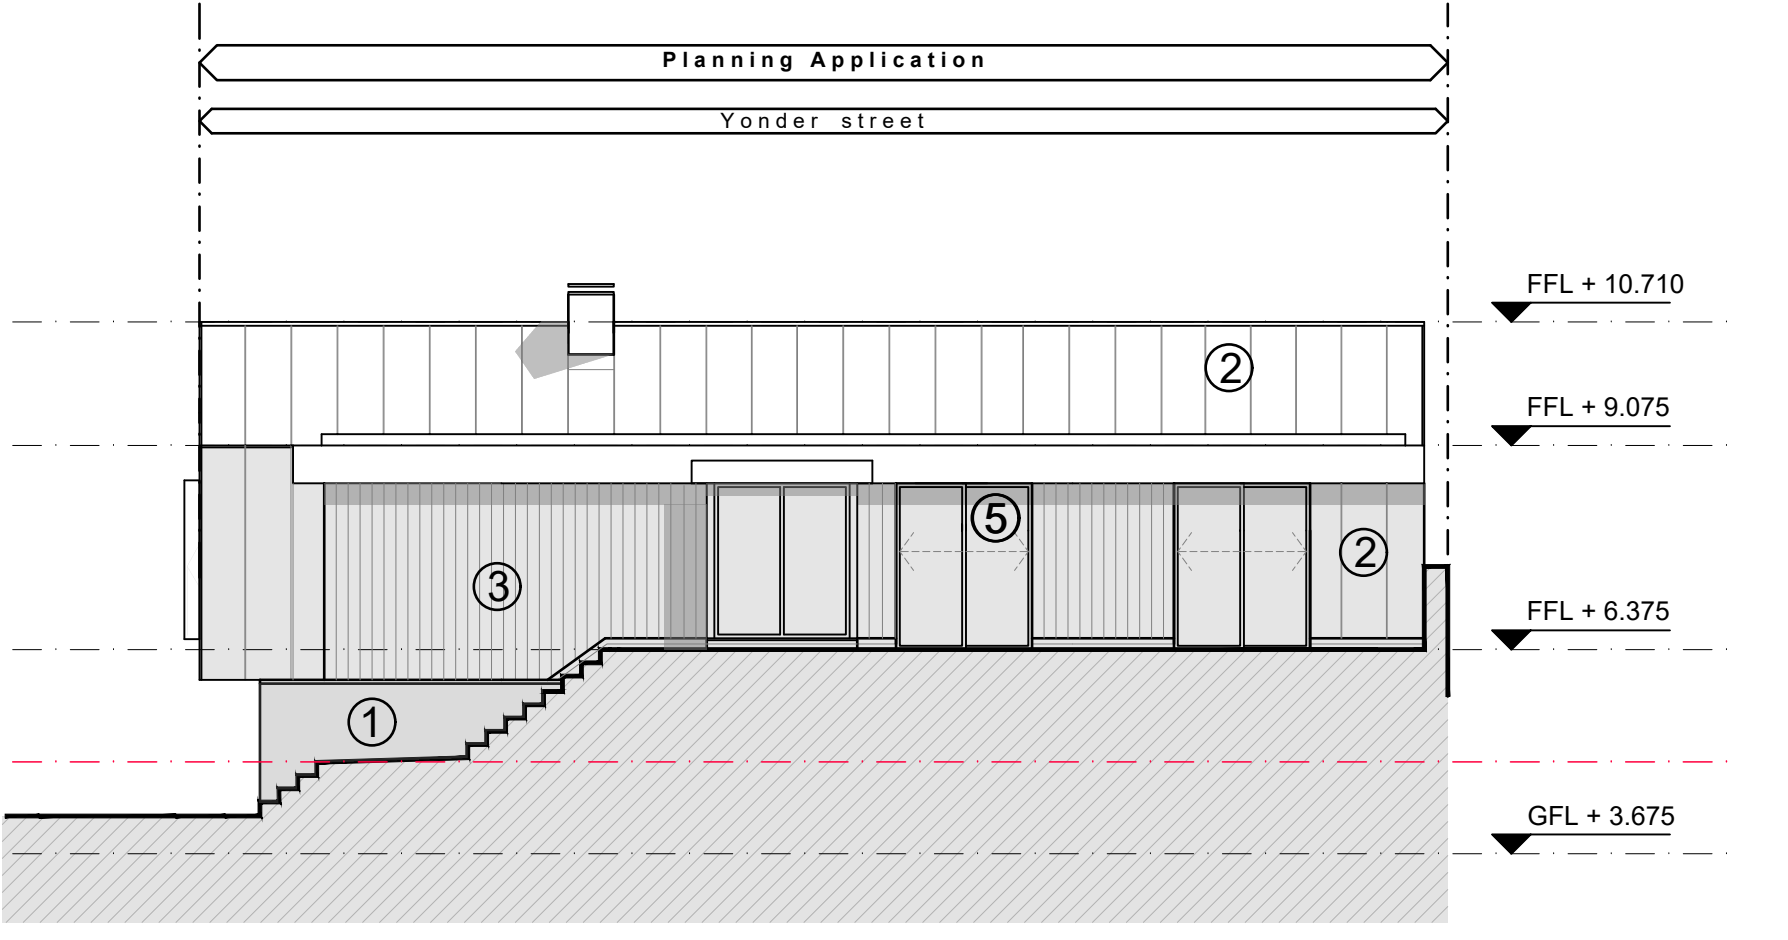 Planning Application
Yonder street
FFL + 10.710
2
FFL + 9.075
5
2
3
FFL + 6.375
1
GFL + 3.675